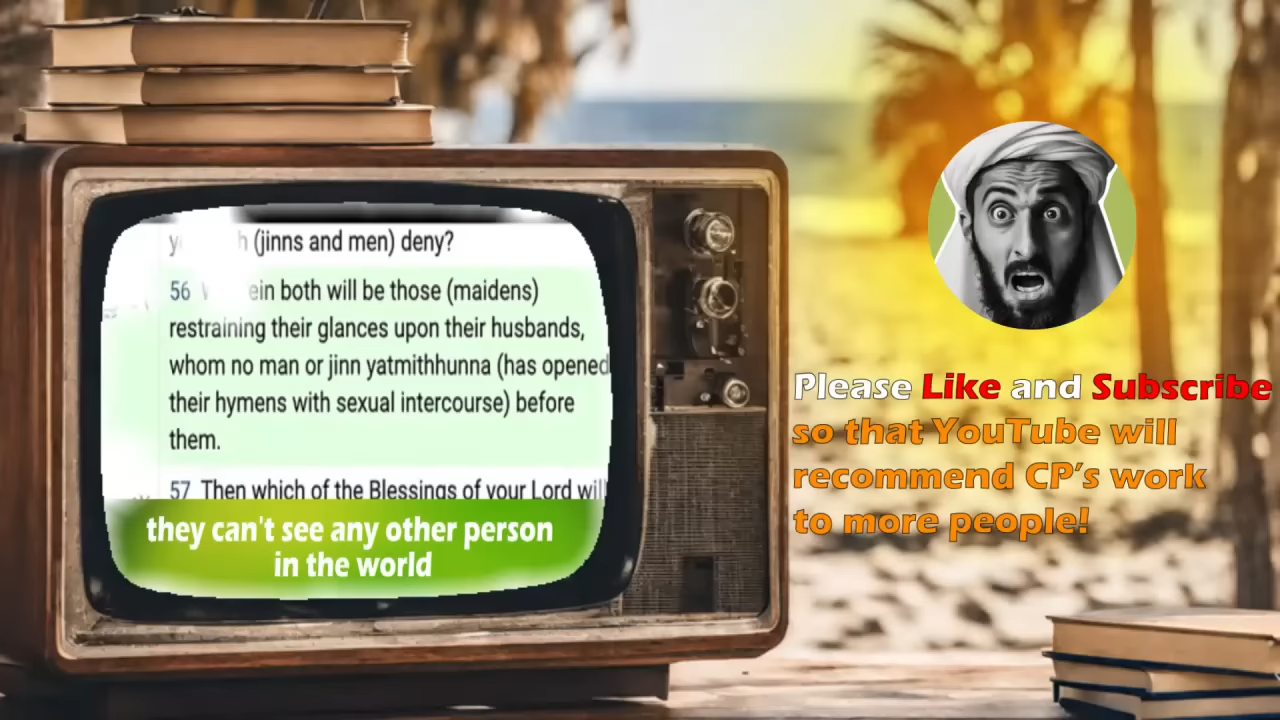 h (jinns and men) deny?
56 ein both will be those (maidens)
restraining their glances upon their husbands,
whom no man or jinn yatmithhunna (has opened
their hymens with sexual intercourse) before
them.
57 Then which of the Blessings of your Lord will
they can't see any other person
in the world
Please Like and Subscribe
so that YouTube will
recommend CP's work
to more people!